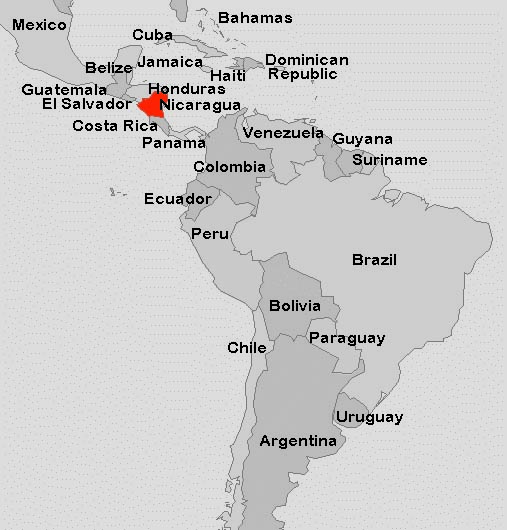 Bahamas
Mexico
Cuba
Jamaica
Dominican
Republic
Belize
Haiti
Guatemala
Honduras
El Salvador
Nicaragua
Costa Rica
Panama
Venezuela
Guyana
Suriname
Colombia
Ecuador
Peru
Brazil
Bolivia
Paraguay
Chile
Uruguay
Argentina